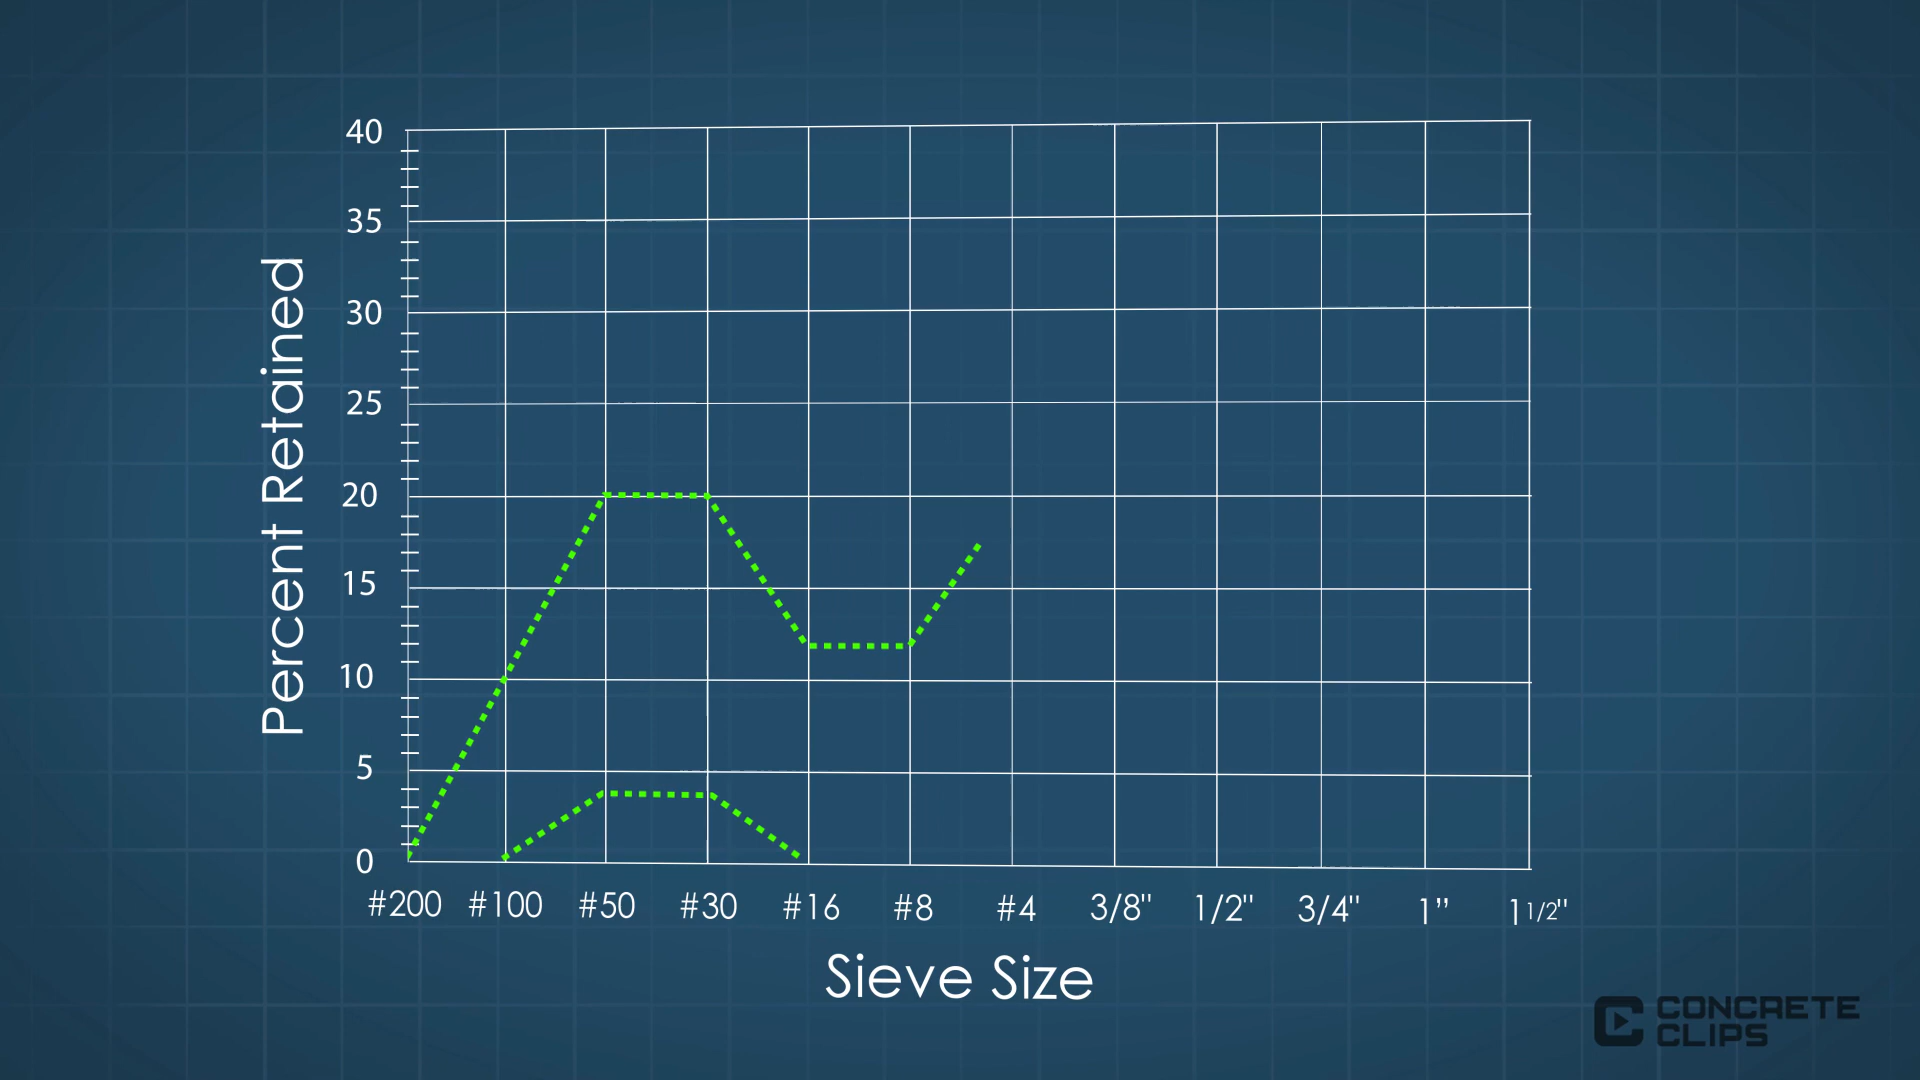 40
35
30
25
20
15
10
5
0
Percent Retained
#200 #100 #50 #30 #16 #8 #4 3/8" 1/2" 3/4" 1” 1 1/2"
Sieve Size
CONCRETE
CLIPS